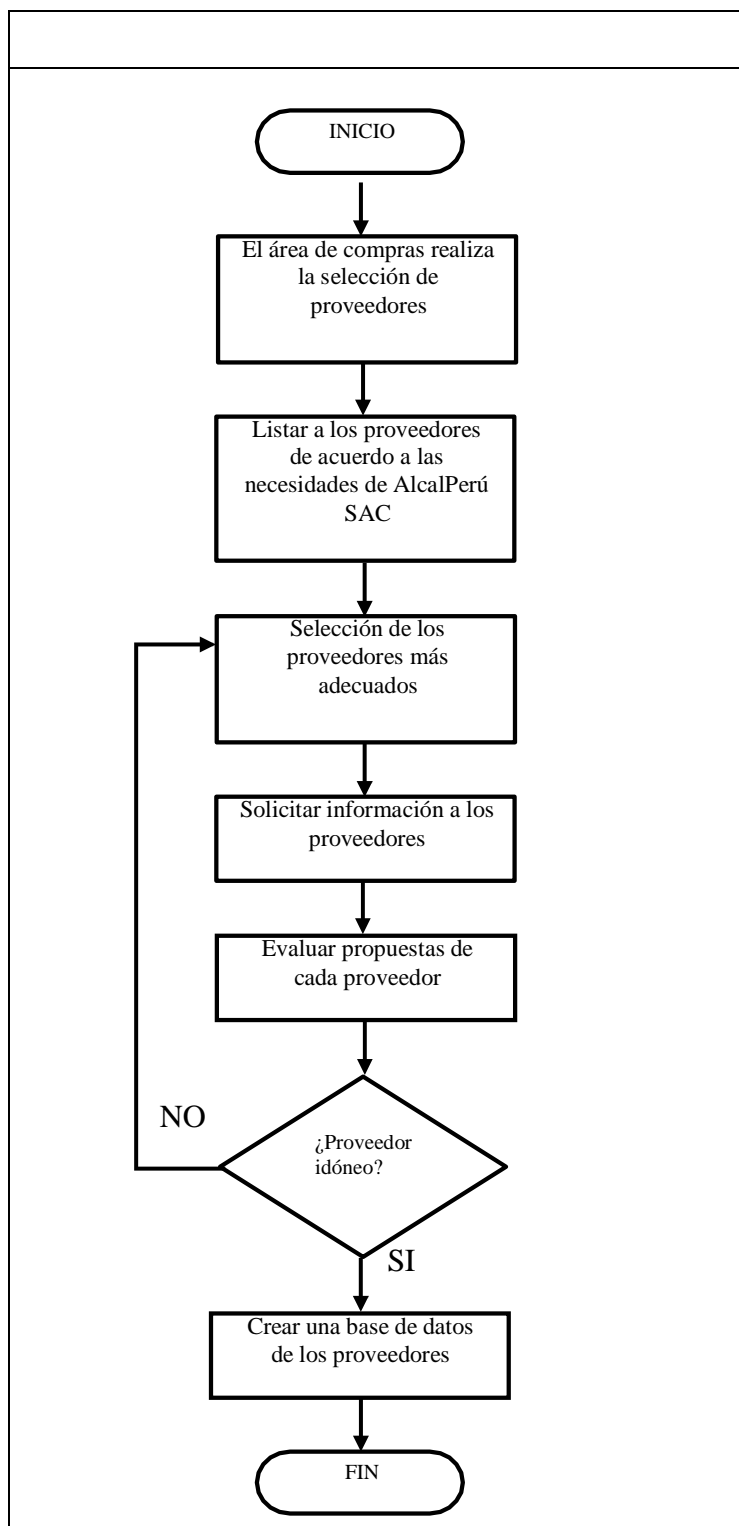 INICIO
El área de compras realiza
la selección de
proveedores
Listar a los proveedores
de acuerdo a las
necesidades de AlcalPerú
SAC
Selección de los
proveedores más
adecuados
Solicitar información a los
proveedores
Evaluar propuestas de
cada proveedor
NO
¿Proveedor
idóneo?
SI
Crear una base de datos
de los proveedores
FIN